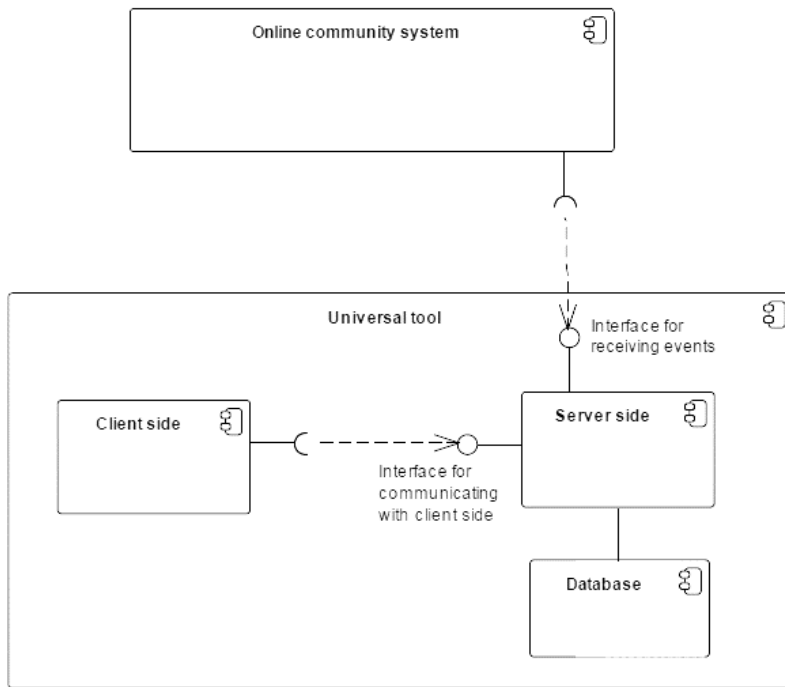 Online community system
Universal tool
Interface for
receiving events
Client side
Server side
Interface for
communicating
with client side
Database